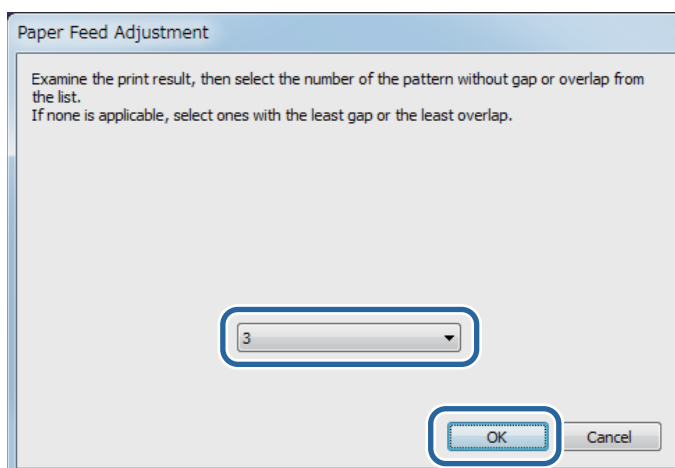 Paper Feed Adjustment
Examine the print result, then select the number of the pattern without gap or overlap from
the list.
If none is applicable, select ones with the least gap or the least overlap.
3
OK Cancel